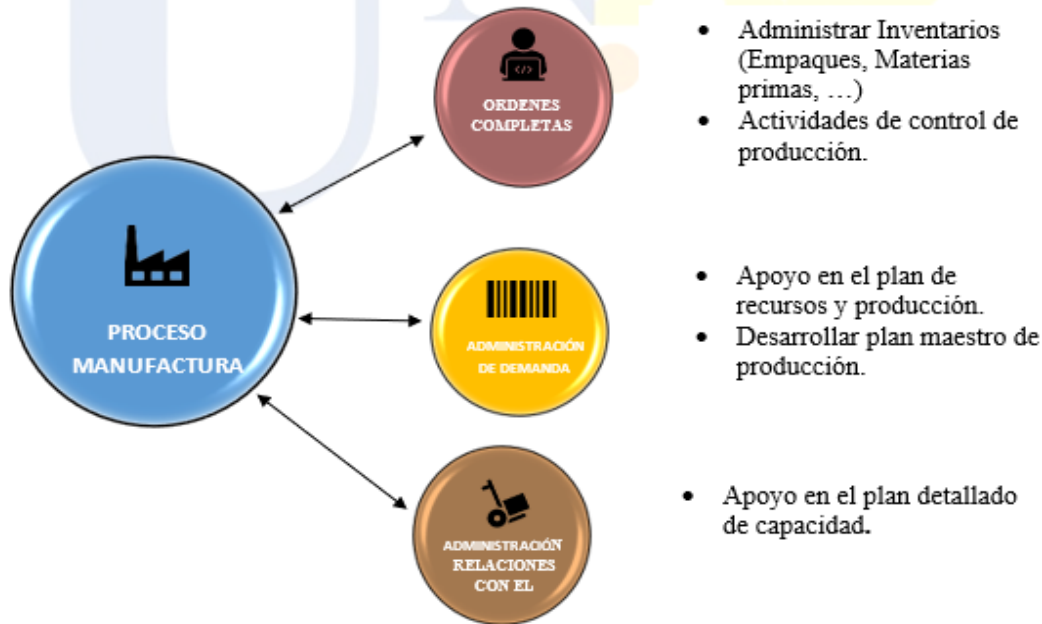 ORDENES
COMPLETAS
• Administrar Inventarios
(Empaques, Materias
primas, …)
• Actividades de control de
producción.
PROCESO
MANUFACTURA
ADMINISTRACIÓN
DE DEMANDA
• Apoyo en el plan de
recursos y producción.
• Desarrollar plan maestro de
producción.
ADMINISTRACIÓN
RELACIONES
CON EL
• Apoyo en el plan detallado
de capacidad.